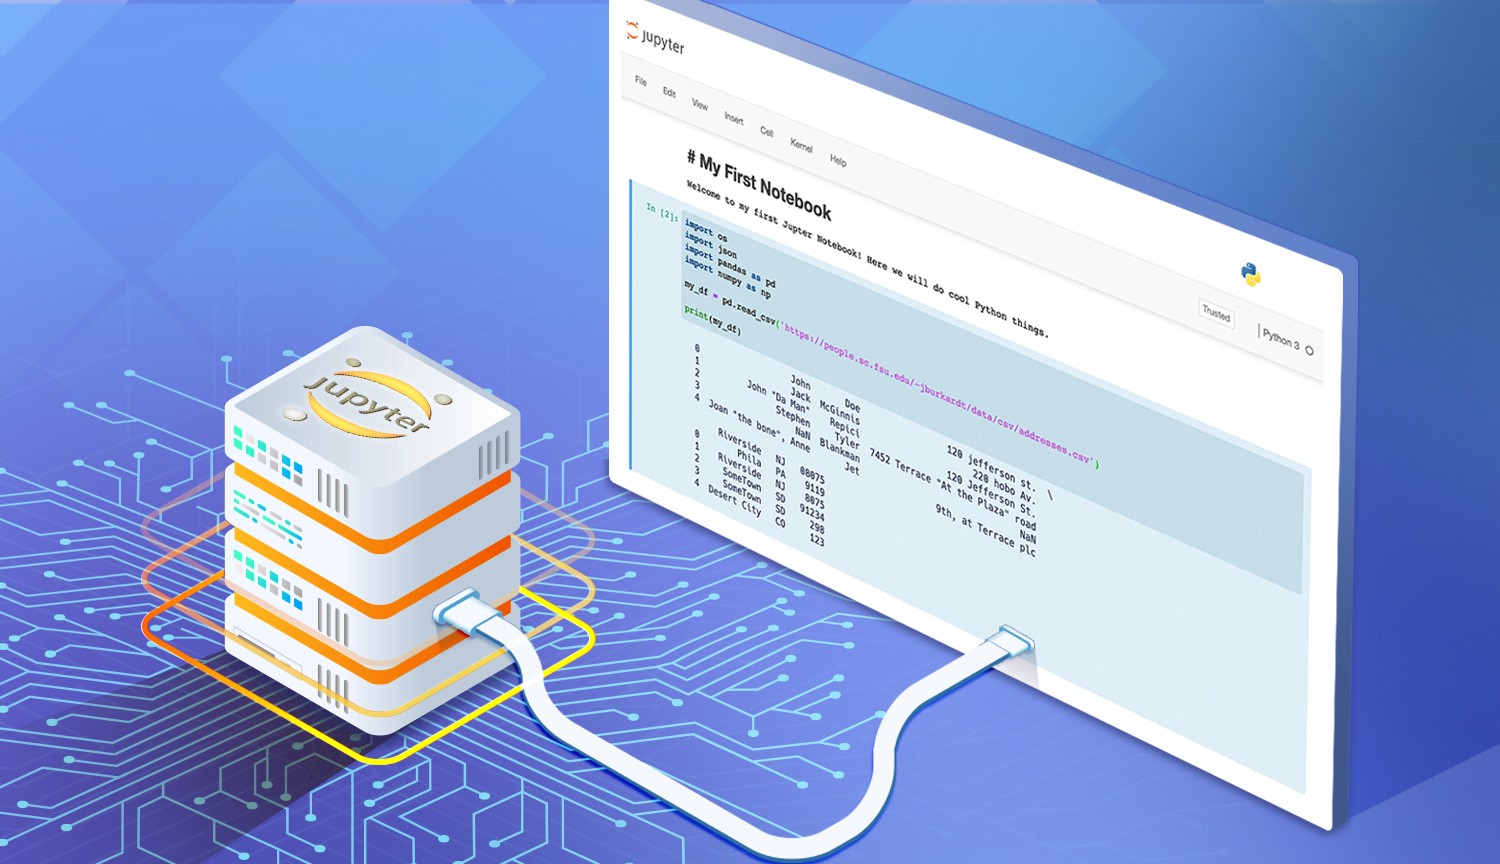 Jupyter
File Edit View Insert Cell Kernel Help
Trusted | Python 3
# My First Notebook
Welcome to my first Jupter Notebook! Here we will do cool Python things.
In [2]:
import os
import json
import pandas as pd
import numpy as np
my_df = pd.read_csv('https://people.sc.fsu.edu/~jburkardt/data/csv/addresses.csv')
print(my_df)
John Doe 120 jefferson st. \
0 Jack McGinnis 220 hobo Av.
1 John "Da Man" Repici 120 Jefferson St.
2 Stephen Tyler 7452 Terrace "At the Plaza" road
3 NaN Blankman NaN
4 Joan "the bone", Anne Jet 9th, at Terrace plc
Riverside NJ 08075
0 Phila PA 9119
1 Riverside NJ 8075
2 SomeTown SD 91234
3 SomeTown SD 298
4 Desert City CO 123
Jupyter